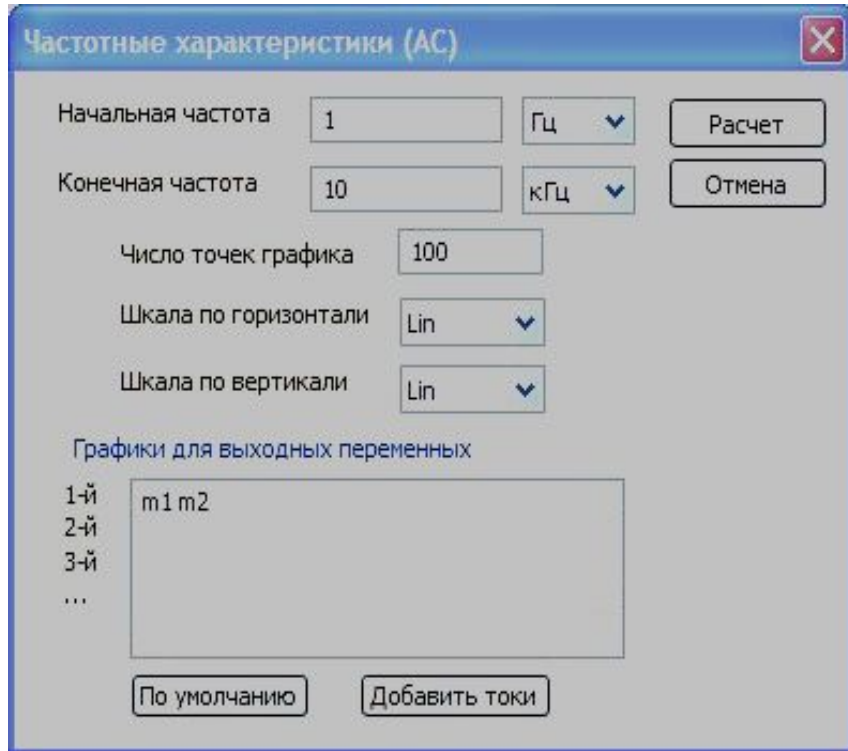 Частотные характеристики (AC)
Начальная частота 1 Гц Расчет
Конечная частота 10 кГц Отмена
Число точек графика 100
Шкала по горизонтали Lin
Шкала по вертикали Lin
Графики для выходных переменных
1-й m1 m2
2-й
3-й
...
По умолчанию Добавить токи